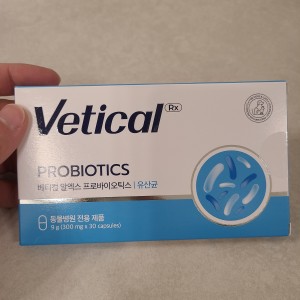 Vetical Rx
PROBIOTICS
베티칼 알엑스 프로바이오틱스 | 유산균
동물병원 전용 제품
9 g (300 mg x 30 capsules)